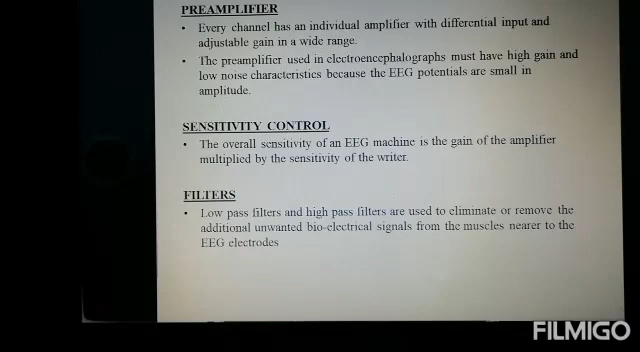 PREAMPLIFIER
• Every channel has an individual amplifier with differential input and
adjustable gain in a wide range.
• The preamplifier used in electroencephalographs must have high gain and
low noise characteristics because the EEG potentials are small in
amplitude.
SENSITIVITY CONTROL
• The overall sensitivity of an EEG machine is the gain of the amplifier
multiplied by the sensitivity of the writer.
FILTERS
• Low pass filters and high pass filters are used to eliminate or remove the
additional unwanted bio-electrical signals from the muscles nearer to the
EEG electrodes
FILMIGO